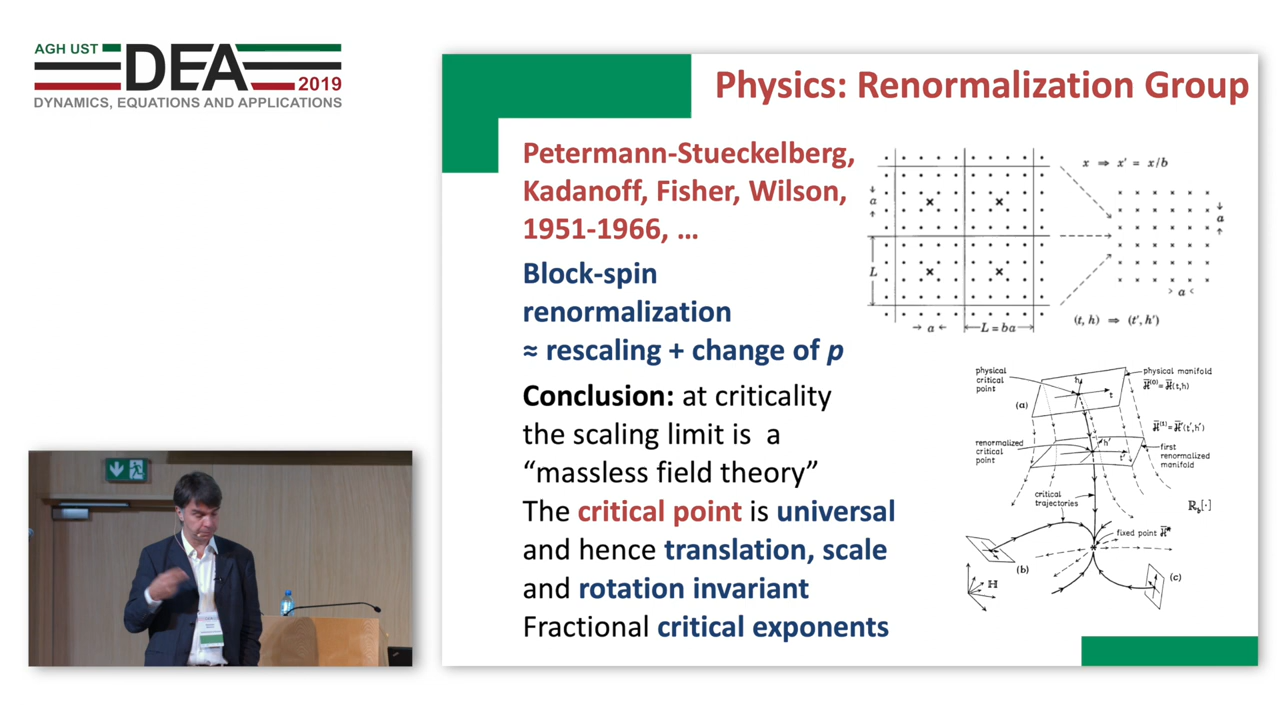 AGH UST
DEA
2019
DYNAMICS, EQUATIONS AND APPLICATIONS
Physics: Renormalization Group
Petermann-Stueckelberg,
Kadanoff, Fisher, Wilson,
1951-1966, …
Block-spin
renormalization
≈ rescaling + change of p
Conclusion: at criticality
the scaling limit is a
“massless field theory”
The critical point is universal
and hence translation, scale
and rotation invariant
Fractional critical exponents
x ⇒ x' = x/b
a
a
L
> a <
(t, h) ⇒ (t', h')
→ a ←
L = ba
physical
critical
point
h
t
physical manifold
ℋ̄⁽⁰⁾ = ℋ̄(t,h)
(a)
ℋ̄⁽¹⁾ = ℋ̄'(t',h')
renormalized
critical
point
h'
t'
first
renormalized
manifold
critical
trajectories
ℝb[·]
fixed point ℋ̄*
(b)
(c)
ℍ